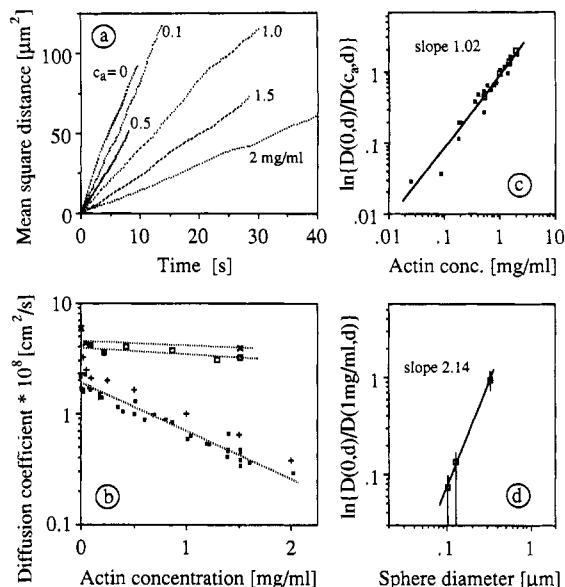 Mean square distance [µm²]
100
50
0
ⓐ
cₐ=0
0.1
1.0
0.5
1.5
2 mg/ml
0 10 20 30 40
Time [s]
ln{D(0,d)/D(cₐ,d)}
1
.1
.01
slope 1.02
ⓒ
.01 .1 1 10
Actin conc. [mg/ml]
Diffusion coefficient * 10⁸ [cm²/s]
10
1
0.1
ⓑ
0 1 2
Actin concentration [mg/ml]
ln{D(0,d)/D(1mg/ml,d)}
1
.1
slope 2.14
ⓓ
.1 1
Sphere diameter [µm]